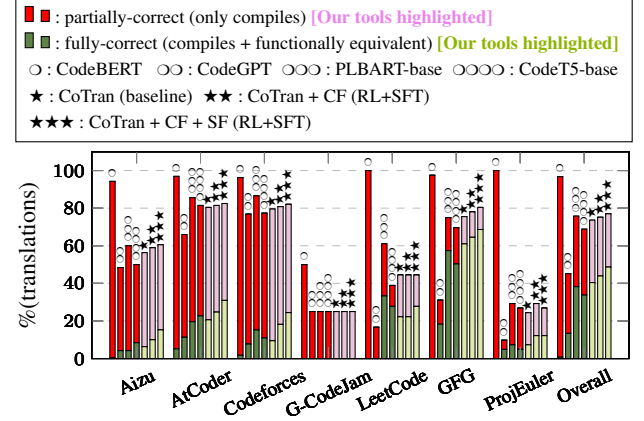 : partially-correct (only compiles) [Our tools highlighted]
: fully-correct (compiles + functionally equivalent) [Our tools highlighted]
❍ : CodeBERT ❍❍ : CodeGPT ❍❍❍ : PLBART-base ❍❍❍❍ : CodeT5-base
★ : CoTran (baseline) ★★ : CoTran + CF (RL+SFT)
★★★ : CoTran + CF + SF (RL+SFT)
%(translations)
100
80
60
40
20
0
Aizu
AtCoder
Codeforces
G-CodeJam
LeetCode
GFG
ProjEuler
Overall